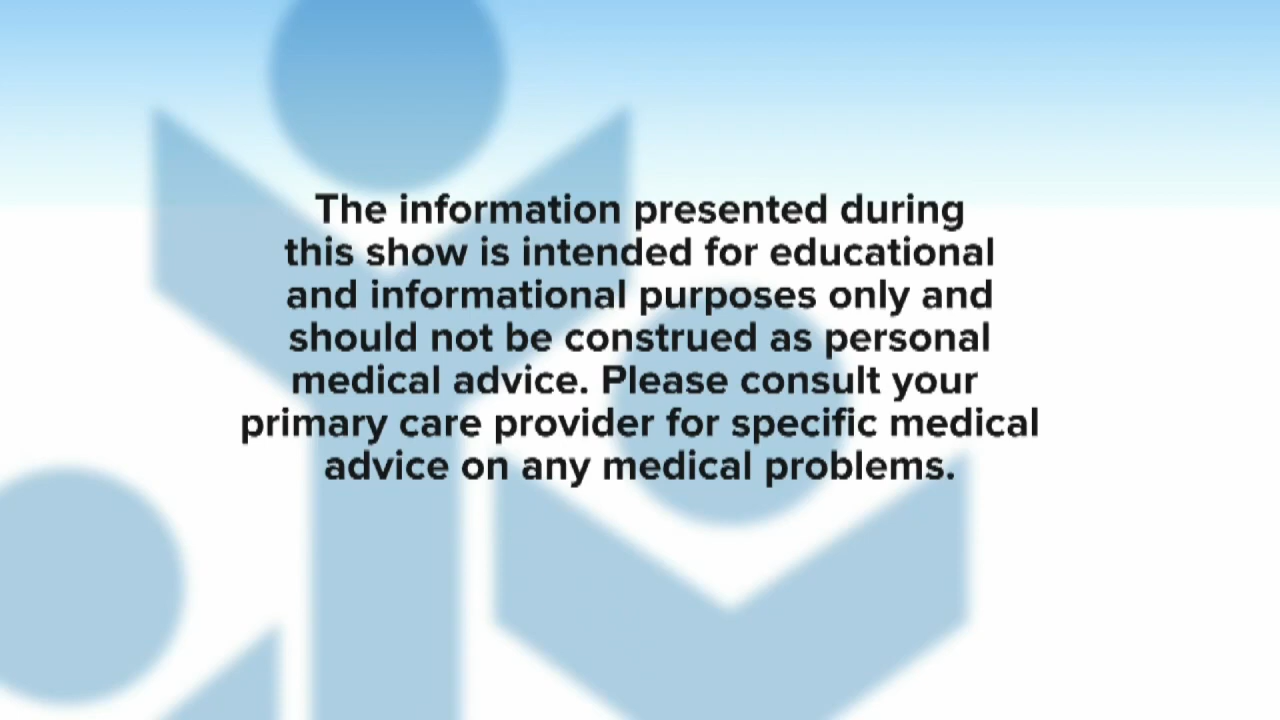 The information presented during
this show is intended for educational
and informational purposes only and
should not be construed as personal
medical advice. Please consult your
primary care provider for specific medical
advice on any medical problems.